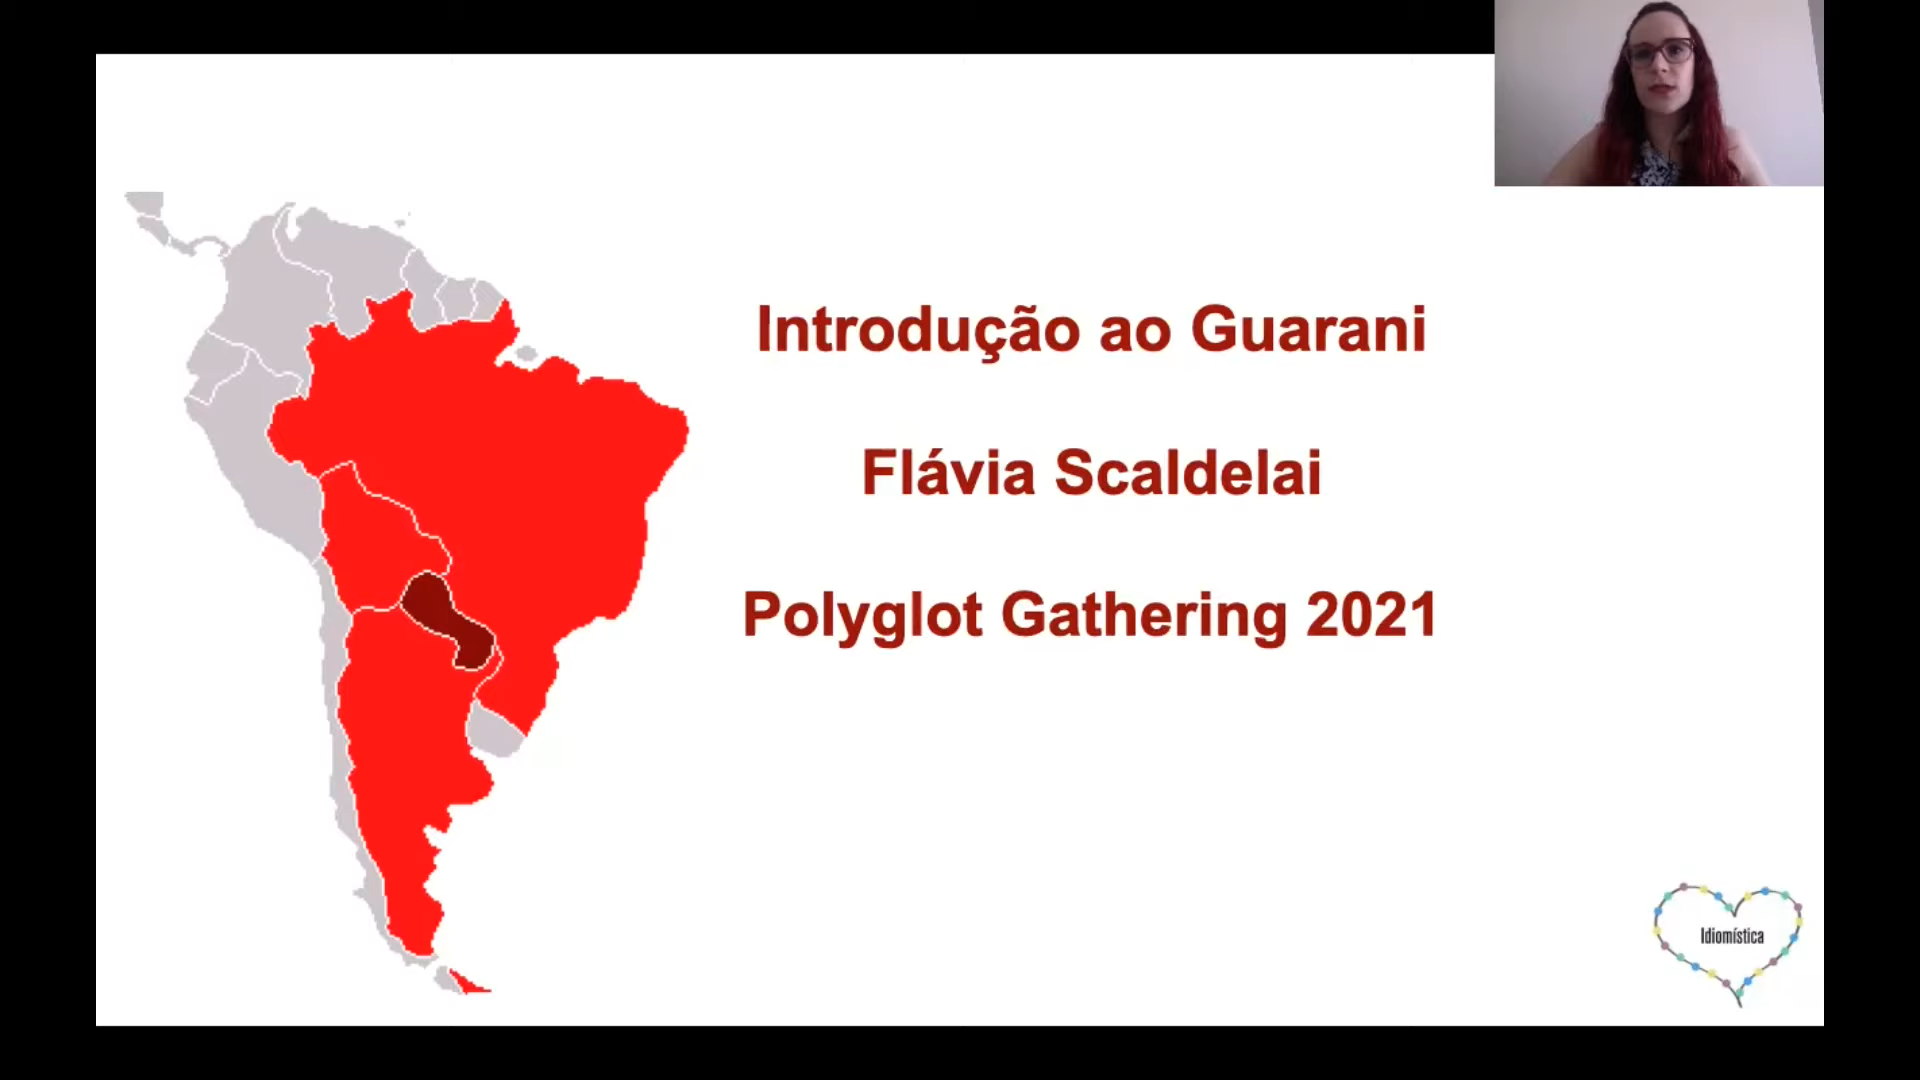 Introdução ao Guarani
Flávia Scaldelai
Polyglot Gathering 2021
Idiomística